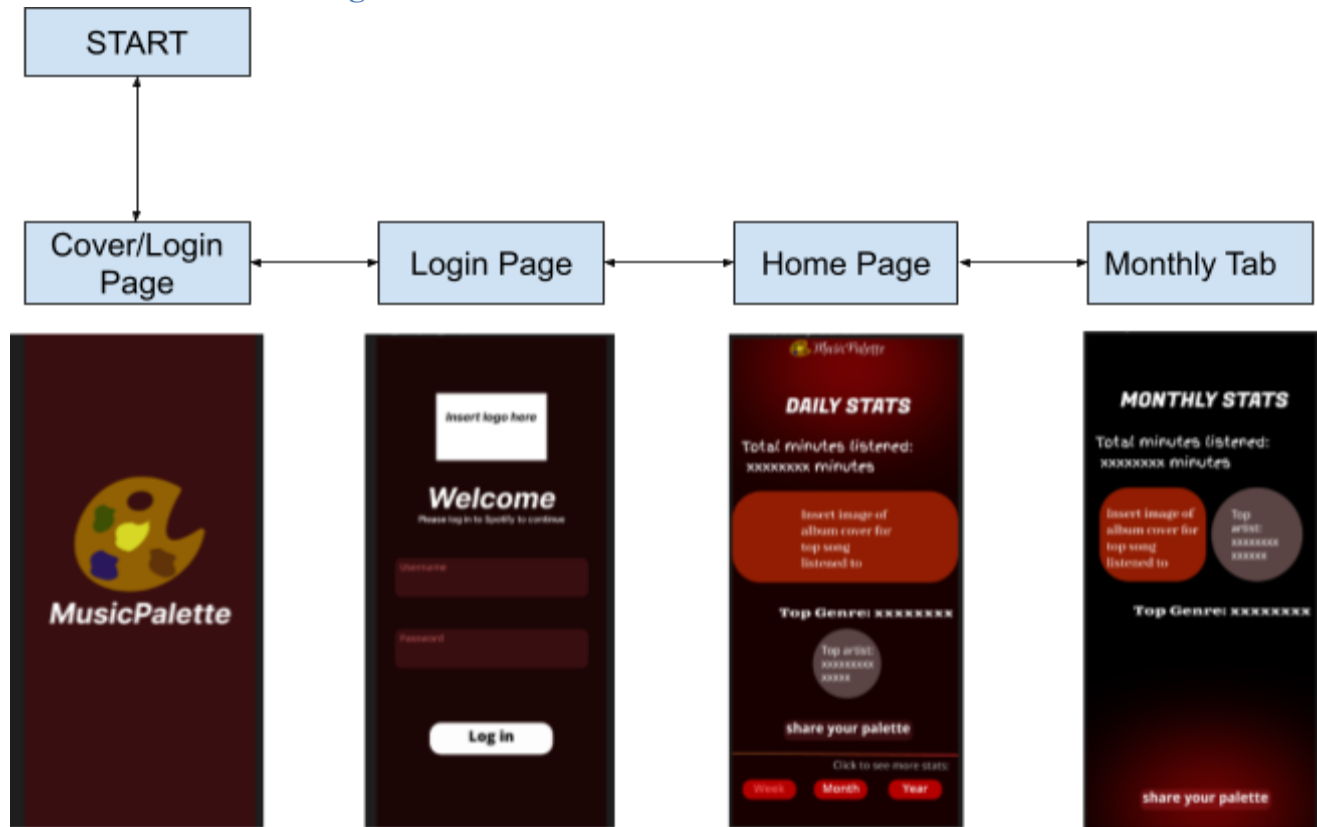 START
Cover/Login
Page
Login Page
Home Page
Monthly Tab
MusicPalette
Insert logo here
Welcome
Please log in to Spotify to continue
Username
Password
Log in
MusicPalette
DAILY STATS
Total minutes listened:
xxxxxxxx minutes
Insert image of
album cover for
top song
listened to
Top Genre: xxxxxxxx
Top artist:
xxxxxxxxx
xxxxx
share your palette
Click to see more stats:
Week Month Year
MONTHLY STATS
Total minutes listened:
xxxxxxxx minutes
Insert image of
album cover for
top song
listened to
Top
artist:
xxxxxxxx
xxxxxx
Top Genre: xxxxxxxx
share your palette